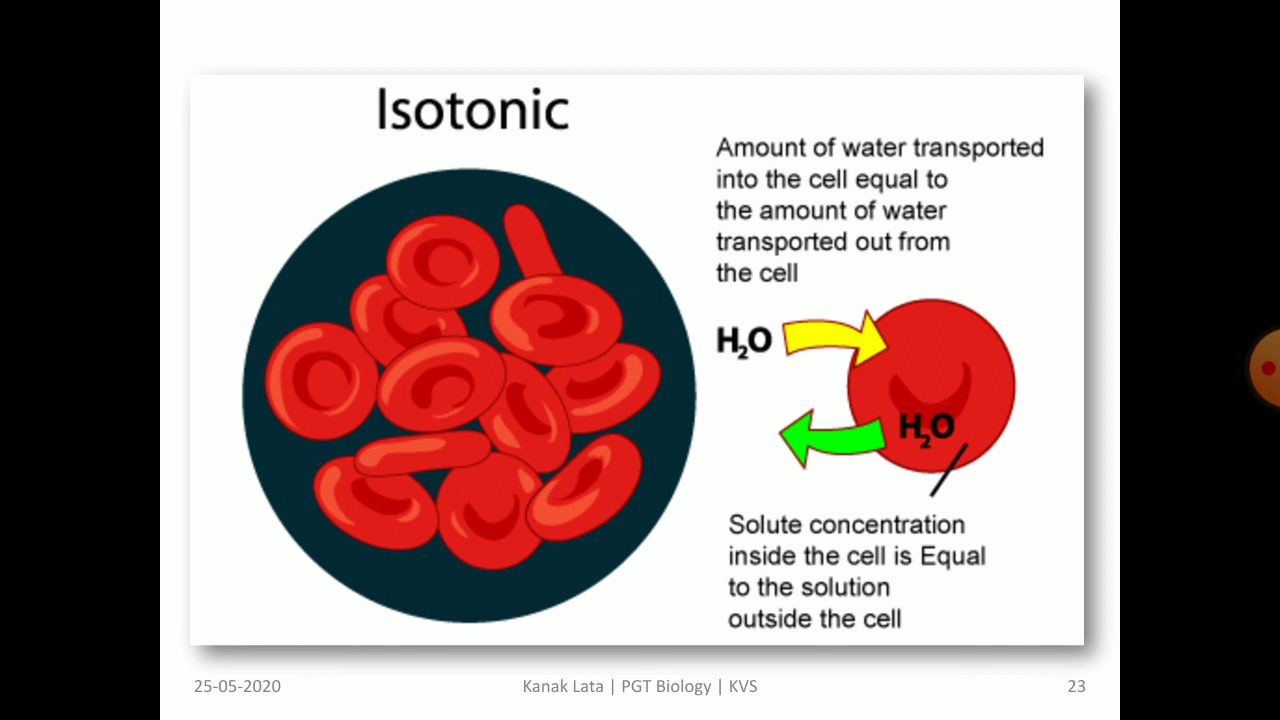 Isotonic
Amount of water transported
into the cell equal to
the amount of water
transported out from
the cell
H₂O
H₂O
Solute concentration
inside the cell is Equal
to the solution
outside the cell
25-05-2020
Kanak Lata | PGT Biology | KVS
23